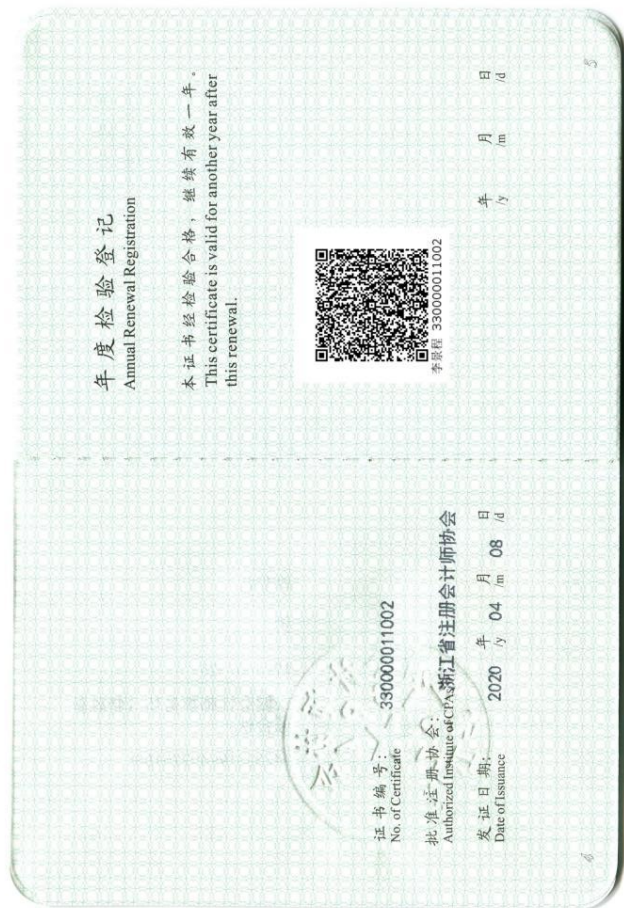 证书编号: 330000011002
No. of Certificate
批准注册协会: 浙江省注册会计师协会
Authorized Institute of CPAs
发证日期: 2020 年 04 月 08 日
Date of Issuance /y /m /d
年度检验登记
Annual Renewal Registration
本证书经检验合格,继续有效一年。
This certificate is valid for another year after
this renewal.
李景程 330000011002
年 月 日
/y /m /d
5